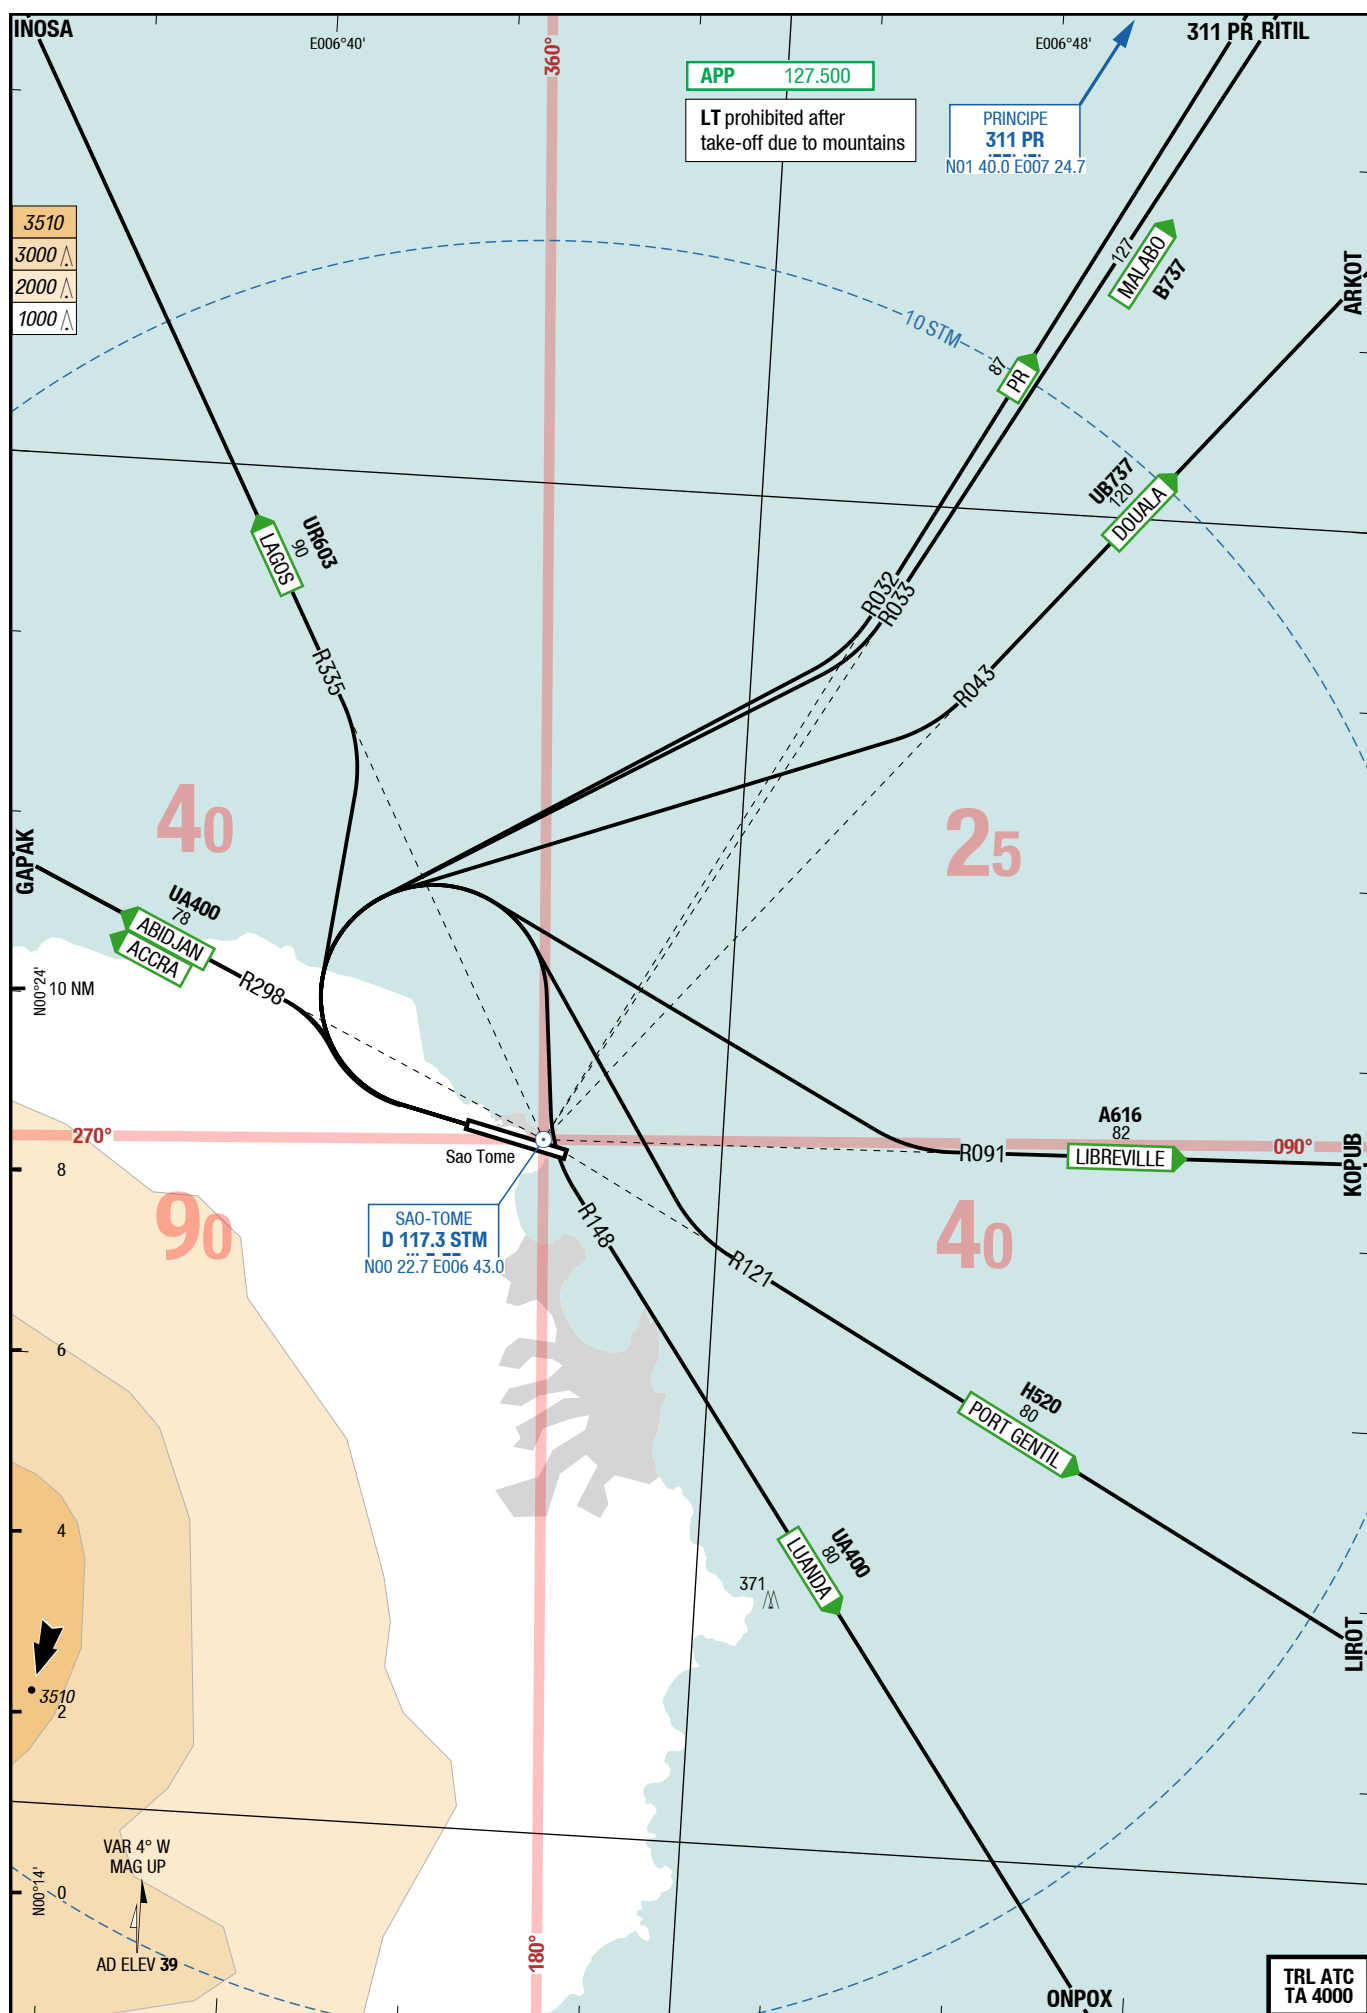 INOSA
E006°40'
360°
E006°48'
311 PR
RITIL
APP 127.500
LT prohibited after
take-off due to mountains
PRINCIPE
311 PR
N01 40.0 E007 24.7
3510
3000
2000
1000
127
MALABO
B737
ARKOT
10 STM
87
PR
UB737
120
DOUALA
UR603
90
LAGOS
R032
R033
R335
R043
40
25
GAPAK
UA400
78
ABIDJAN
ACCRA
R298
N00°24'
10 NM
270°
Sao Tome
A616
82
R091
LIBREVILLE
090°
KOPUB
8
90
SAO-TOME
D 117.3 STM
N00 22.7 E006 43.0
R148
R121
40
6
H520
80
PORT GENTIL
4
UA400
80
LUANDA
371
LIROT
3510
2
VAR 4° W
MAG UP
N00°14'
0
AD ELEV 39
180°
ONPOX
TRL ATC
TA 4000